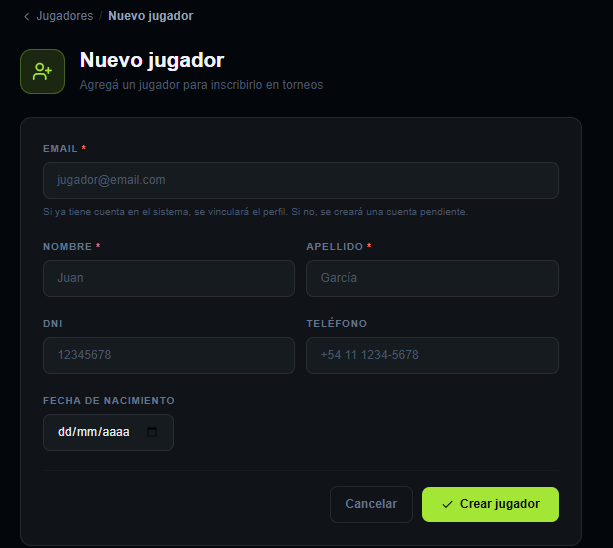 Jugadores / Nuevo jugador
Nuevo jugador
Agregá un jugador para inscribirlo en torneos
EMAIL *
jugador@email.com
Si ya tiene cuenta en el sistema, se vinculará el perfil. Si no, se creará una cuenta pendiente.
NOMBRE * APELLIDO *
Juan García
DNI TELÉFONO
12345678 +54 11 1234-5678
FECHA DE NACIMIENTO
dd/mm/aaaa
Cancelar Crear jugador